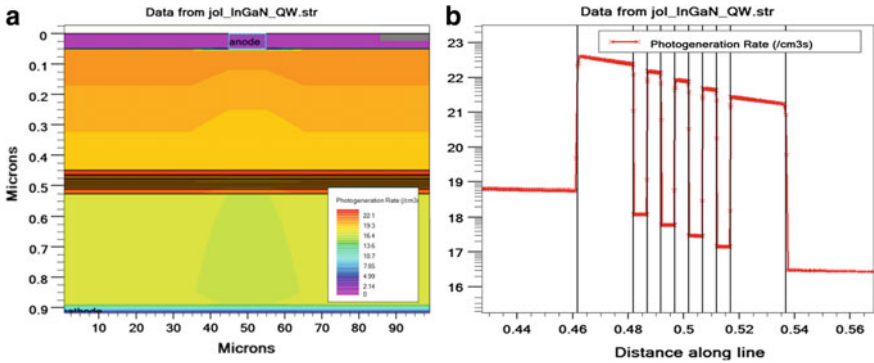 a
Data from jol_InGaN_QW.str
0
0.1
0.2
0.3
0.4
0.5
0.6
0.7
0.8
0.9
Microns
anode
Photogeneration Rate (/cm3s
22.1
19.3
16.4
13.6
10.7
7.85
4.99
2.14
0
10 20 30 40 50 60 70 80 90
Microns
b
Data from jol_InGaN_QW.str
Photogeneration Rate (/cm3s)
23
22
21
20
19
18
17
16
0.44 0.46 0.48 0.5 0.52 0.54 0.56
Distance along line